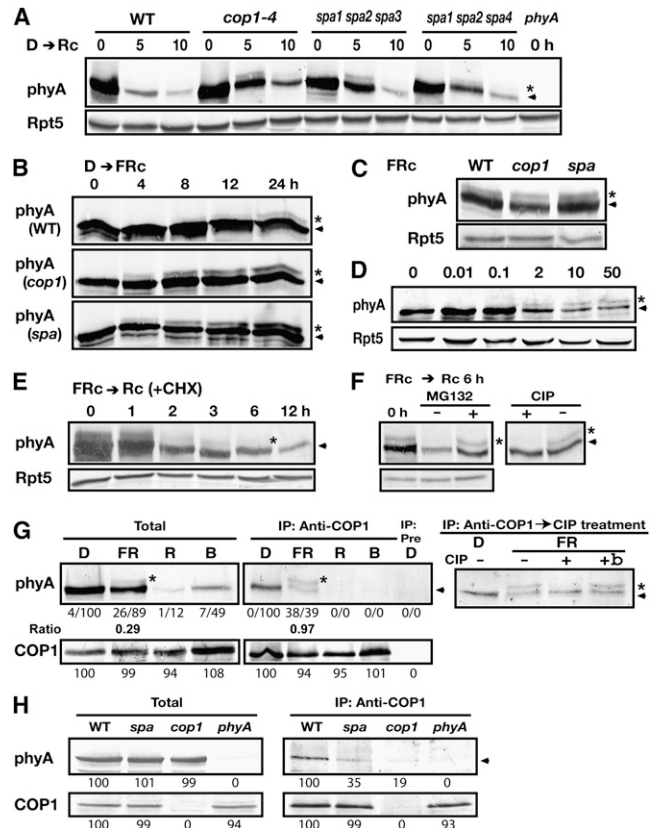 A
WT cop1-4 spa1 spa2 spa3 spa1 spa2 spa4 phyA
D → Rc 0 5 10 0 5 10 0 5 10 0 5 10 0 h
phyA *
Rpt5
B D → FRc
0 4 8 12 24 h
phyA (WT) *
phyA (cop1) *
phyA (spa) *
C FRc WT cop1 spa
phyA *
Rpt5
D 0 0.01 0.1 2 10 50
phyA *
Rpt5
E FRc → Rc (+CHX)
0 1 2 3 6 12 h
phyA *
Rpt5
F FRc → Rc 6 h
MG132 CIP
0 h − + + −
* *
G Total IP: Anti-COP1 IP: Pre IP: Anti-COP1 → CIP treatment
D FR R B D FR R B D D FR
CIP − − + +b
phyA * * *
4/100 26/89 1/12 7/49 0/100 38/39 0/0 0/0 0/0
Ratio 0.29 0.97
COP1
100 99 94 108 100 94 95 101 0
H Total IP: Anti-COP1
WT spa cop1 phyA WT spa cop1 phyA
phyA
100 101 99 0 100 35 19 0
COP1
100 99 0 94 100 99 0 93